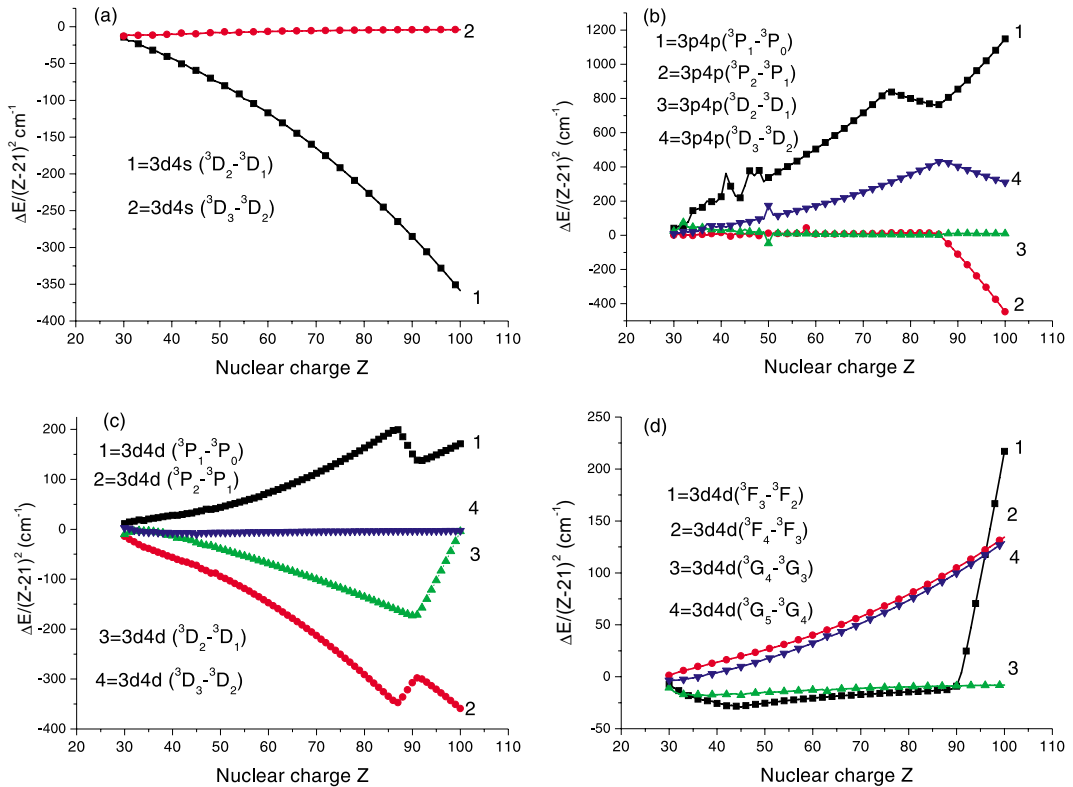 (a)
0
-50
-100
-150
-200
-250
-300
-350
-400
20 30 40 50 60 70 80 90 100 110
Nuclear charge Z
ΔE/(Z-21)² (cm⁻¹)
2
1=3d4s (³D₂-³D₁)
2=3d4s (³D₃-³D₂)
1
(b)
1200
1000
800
600
400
200
0
-200
-400
20 30 40 50 60 70 80 90 100 110
Nuclear charge Z
ΔE/(Z-21)² (cm⁻¹)
1=3p4p(³P₁-³P₀)
2=3p4p(³P₂-³P₁)
3=3p4p(³D₂-³D₁)
4=3p4p(³D₃-³D₂)
1
4
3
2
(c)
200
100
0
-100
-200
-300
-400
20 30 40 50 60 70 80 90 100 110
Nuclear charge Z
ΔE/(Z-21)² (cm⁻¹)
1=3d4d (³P₁-³P₀)
2=3d4d (³P₂-³P₁)
1
4
3
3=3d4d (³D₂-³D₁)
4=3d4d (³D₃-³D₂)
2
(d)
250
200
150
100
50
0
-25
-50
20 30 40 50 60 70 80 90 100 110
Nuclear charge Z
ΔE/(Z-21)² (cm⁻¹)
1=3d4d(³F₃-³F₂)
2=3d4d(³F₄-³F₃)
3=3d4d(³G₄-³G₃)
4=3d4d(³G₅-³G₄)
1
2
4
3